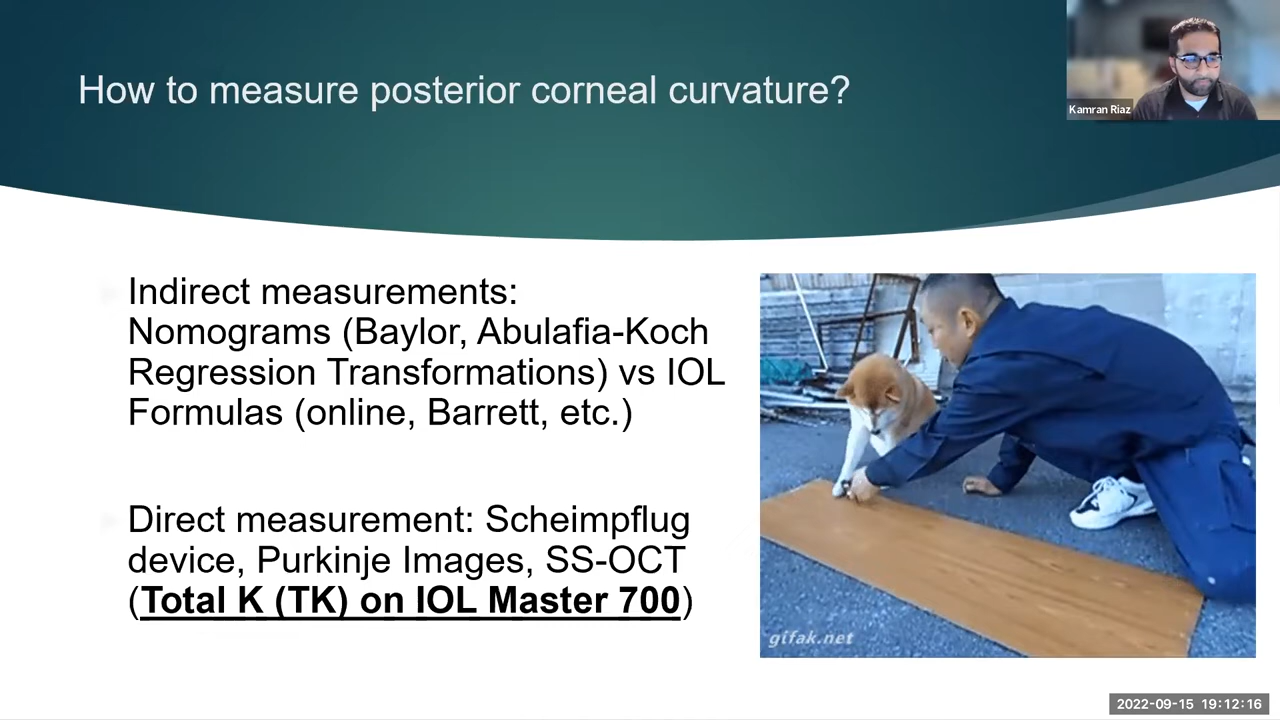 How to measure posterior corneal curvature?
Kamran Riaz
Indirect measurements:
Nomograms (Baylor, Abulafia-Koch
Regression Transformations) vs IOL
Formulas (online, Barrett, etc.)
Direct measurement: Scheimpflug
device, Purkinje Images, SS-OCT
(Total K (TK) on IOL Master 700)
gifak.net
2022-09-15 19:12:16